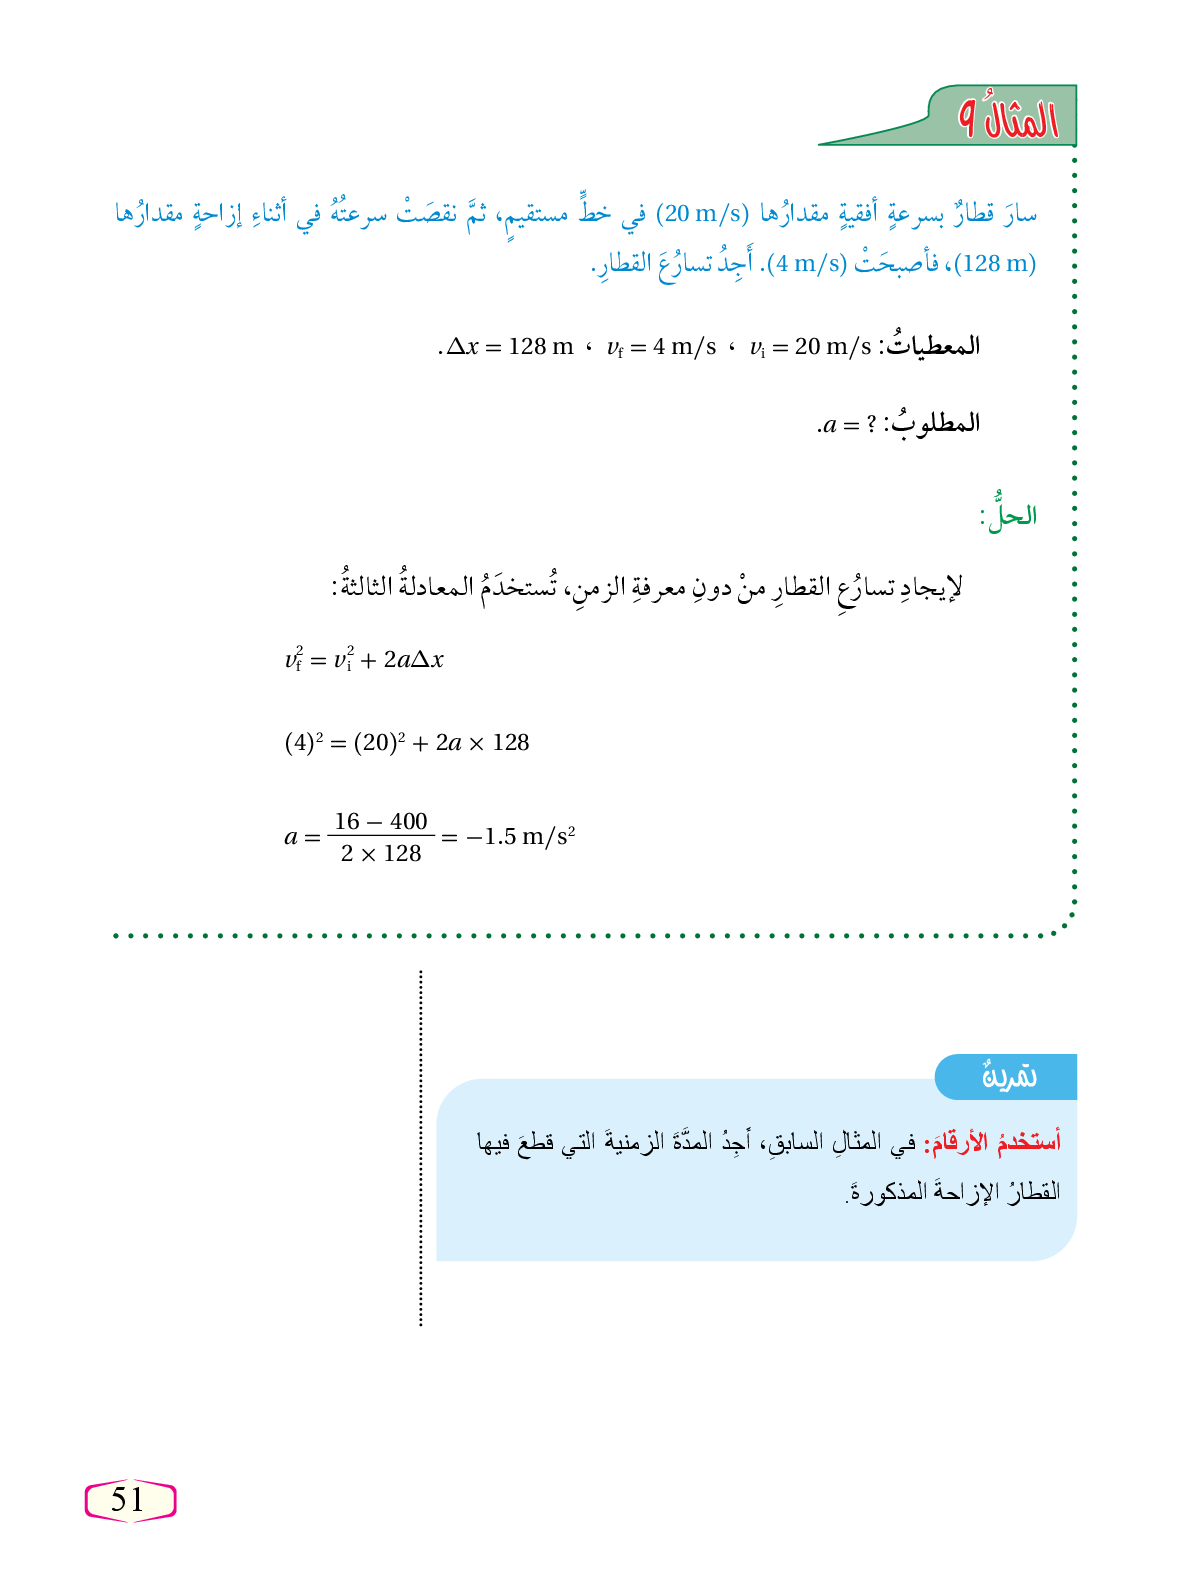 المثالُ ٩
سارَ قطارٌ بسرعةٍ أفقيةٍ مقدارُها (20 m/s) في خطٍّ مستقيمٍ، ثمَّ نقصَتْ سرعتُهُ في أثناءِ إزاحةٍ مقدارُها
(128 m)، فأصبحَتْ (4 m/s). أَجِدُ تسارُعَ القطارِ.
المعطياتُ: vi = 20 m/s ، vf = 4 m/s ، Δx = 128 m.
المطلوبُ: a = ?.
الحلُّ:
لإيجادِ تسارُعِ القطارِ منْ دونِ معرفةِ الزمنِ، تُستخدَمُ المعادلةُ الثالثةُ:
vf² = vi² + 2aΔx
(4)² = (20)² + 2a × 128
a = (16 − 400) / (2 × 128) = −1.5 m/s²
تمرينٌ
أستخدمُ الأرقامَ: في المثالِ السابقِ، أَجِدُ المدَّةَ الزمنيةَ التي قطعَ فيها
القطارُ الإزاحةَ المذكورةَ.
51